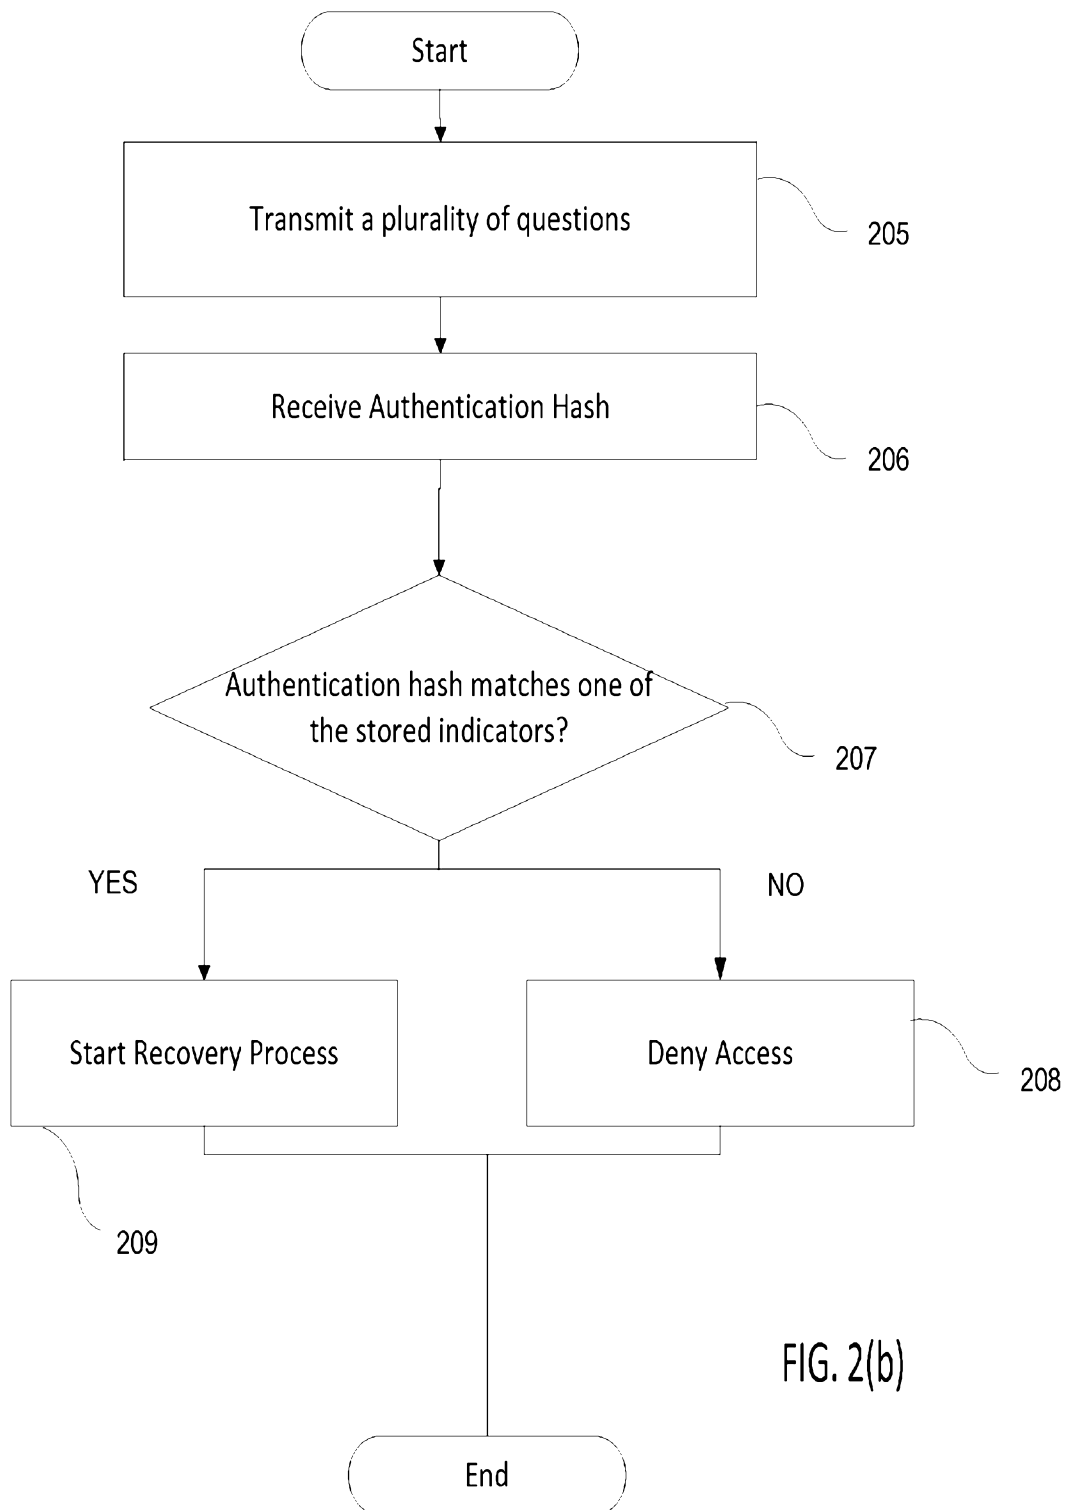 Start
Transmit a plurality of questions
205
Receive Authentication Hash
206
Authentication hash matches one of
the stored indicators?
207
YES
NO
Start Recovery Process
Deny Access
208
209
FIG. 2(b)
End